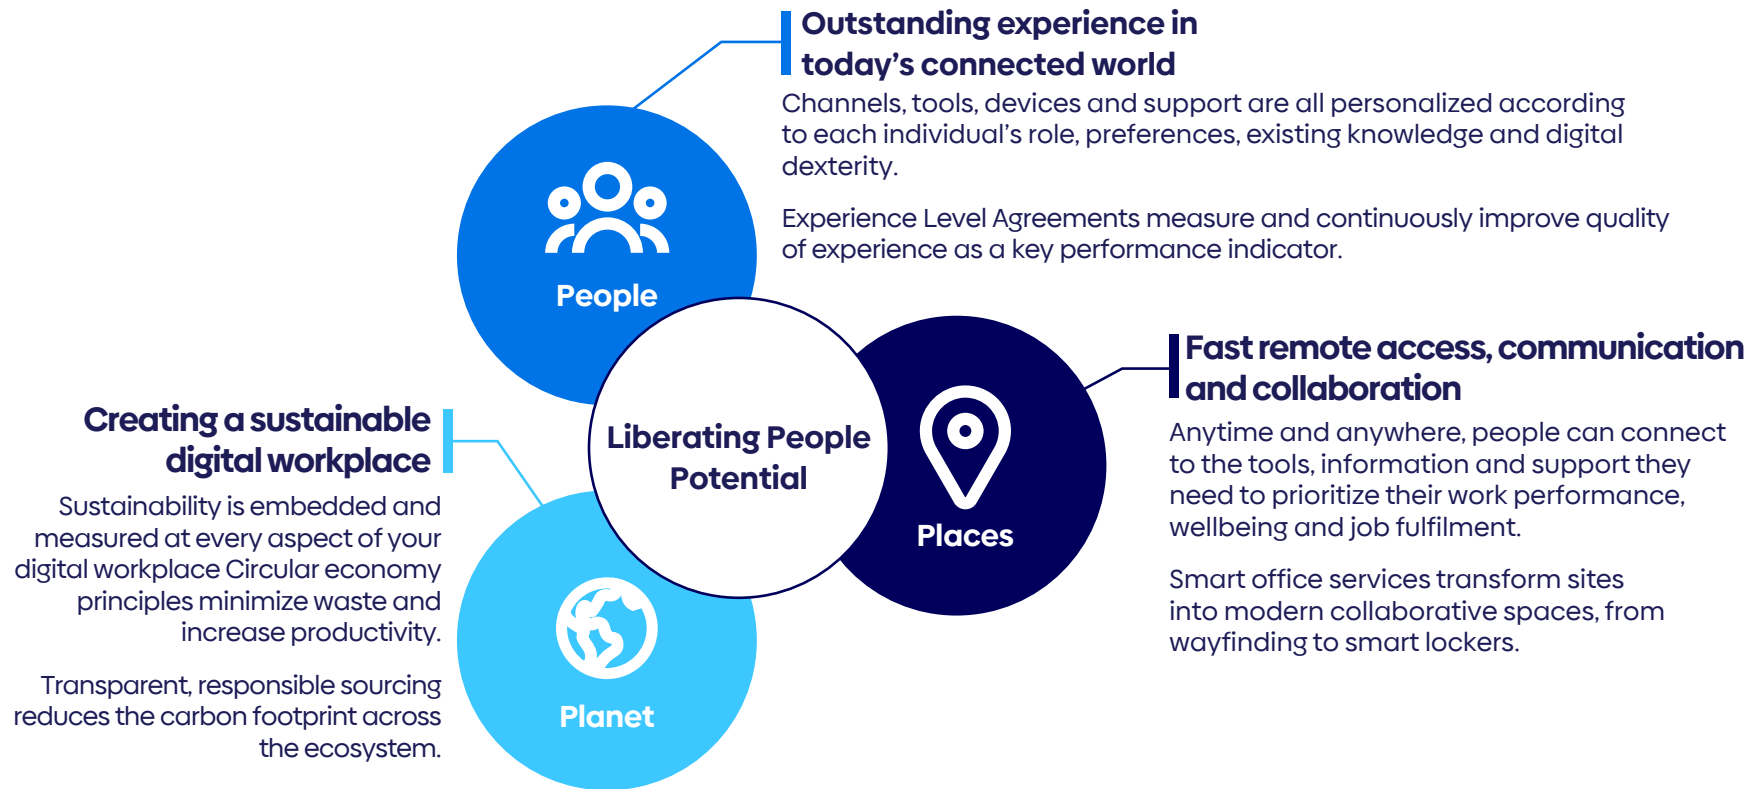 Outstanding experience in
today’s connected world
Channels, tools, devices and support are all personalized according
to each individual’s role, preferences, existing knowledge and digital
dexterity.
Experience Level Agreements measure and continuously improve quality
of experience as a key performance indicator.
People
Liberating People
Potential
Places
Fast remote access, communication
and collaboration
Anytime and anywhere, people can connect
to the tools, information and support they
need to prioritize their work performance,
wellbeing and job fulfilment.
Smart office services transform sites
into modern collaborative spaces, from
wayfinding to smart lockers.
Creating a sustainable
digital workplace
Sustainability is embedded and
measured at every aspect of your
digital workplace Circular economy
principles minimize waste and
increase productivity.
Transparent, responsible sourcing
reduces the carbon footprint across
the ecosystem.
Planet